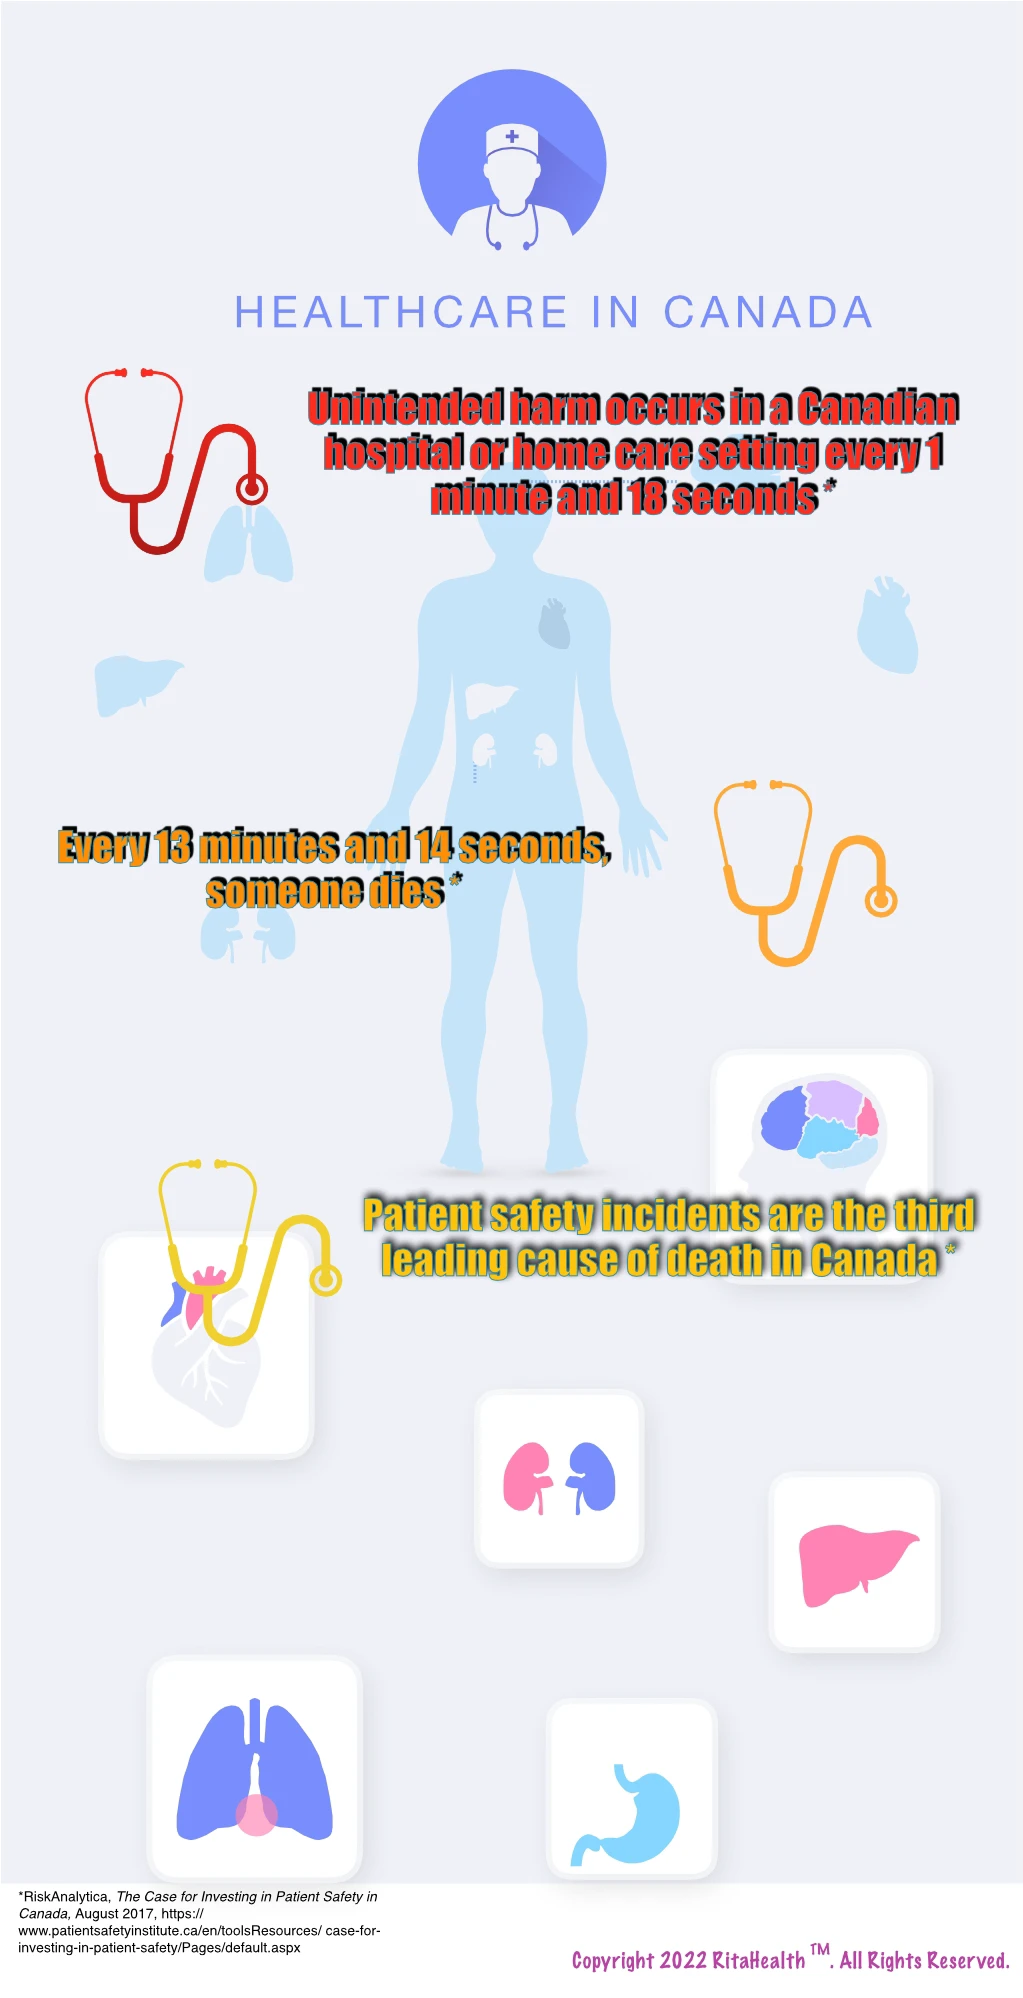 HEALTHCARE IN CANADA
Unintended harm occurs in a Canadian
hospital or home care setting every 1
minute and 18 seconds *
Every 13 minutes and 14 seconds,
someone dies *
Patient safety incidents are the third
leading cause of death in Canada *
*RiskAnalytica, The Case for Investing in Patient Safety in
Canada, August 2017, https://
www.patientsafetyinstitute.ca/en/toolsResources/ case-for-
investing-in-patient-safety/Pages/default.aspx
Copyright 2022 RitaHealth TM. All Rights Reserved.